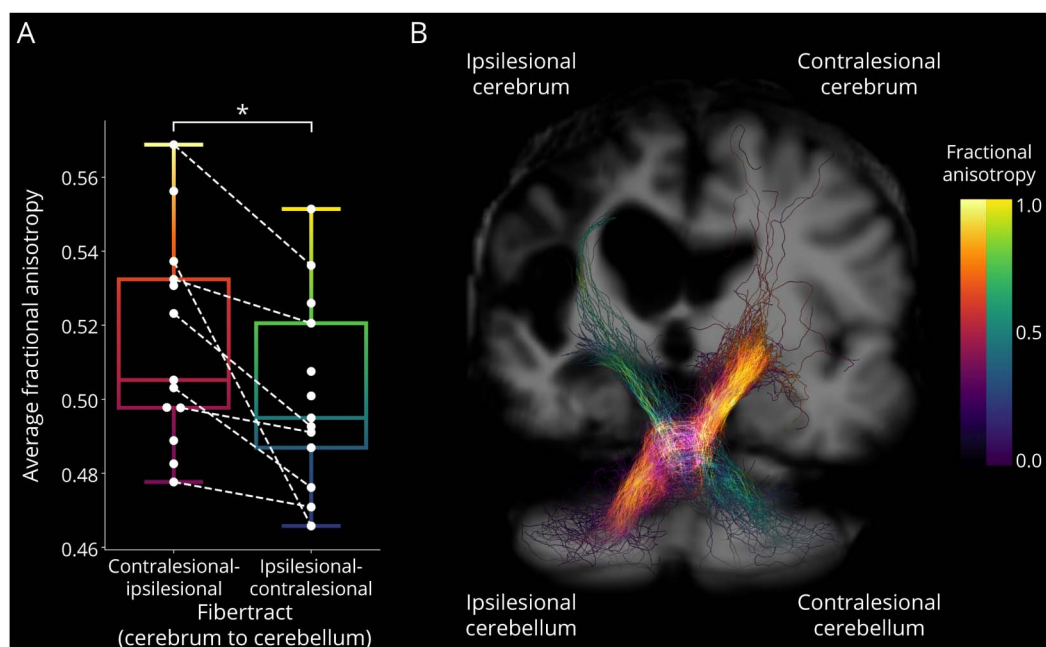 A
*
Average fractional anisotropy
0.56
0.54
0.52
0.50
0.48
0.46
Contralesional-
ipsilesional
Ipsilesional-
contralesional
Fibertract
(cerebrum to cerebellum)
B
Ipsilesional
cerebrum
Contralesional
cerebrum
Fractional
anisotropy
1.0
0.5
0.0
Ipsilesional
cerebellum
Contralesional
cerebellum